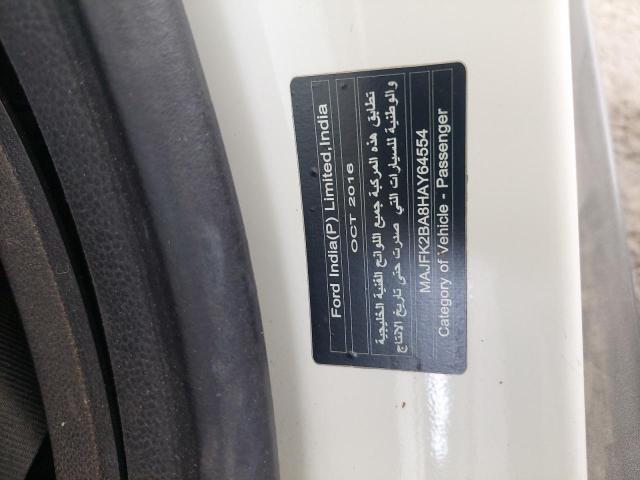 Ford India(P) Limited,India
OCT 2016
تطابق هذه المركبة جميع اللوائح الفنية الخليجية
والوطنية للسيارات التي صدرت حتى تاريخ الانتاج
MAJFK2BA8HAY64554
Category of Vehicle - Passenger